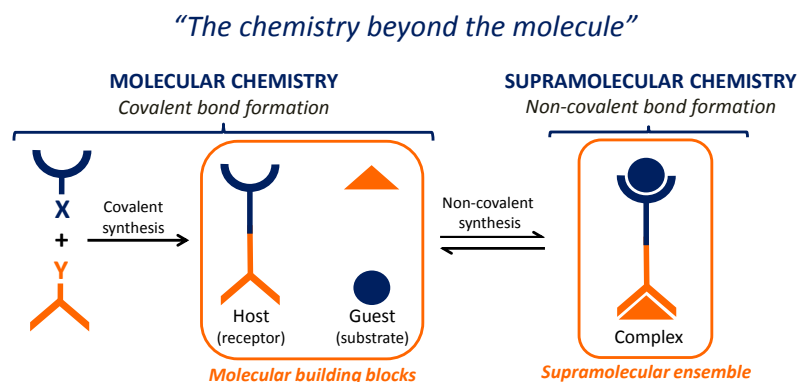 “The chemistry beyond the molecule”
MOLECULAR CHEMISTRY
Covalent bond formation
SUPRAMOLECULAR CHEMISTRY
Non-covalent bond formation
X
+
Y
Covalent
synthesis
Host
(receptor)
Guest
(substrate)
Molecular building blocks
Non-covalent
synthesis
Complex
Supramolecular ensemble